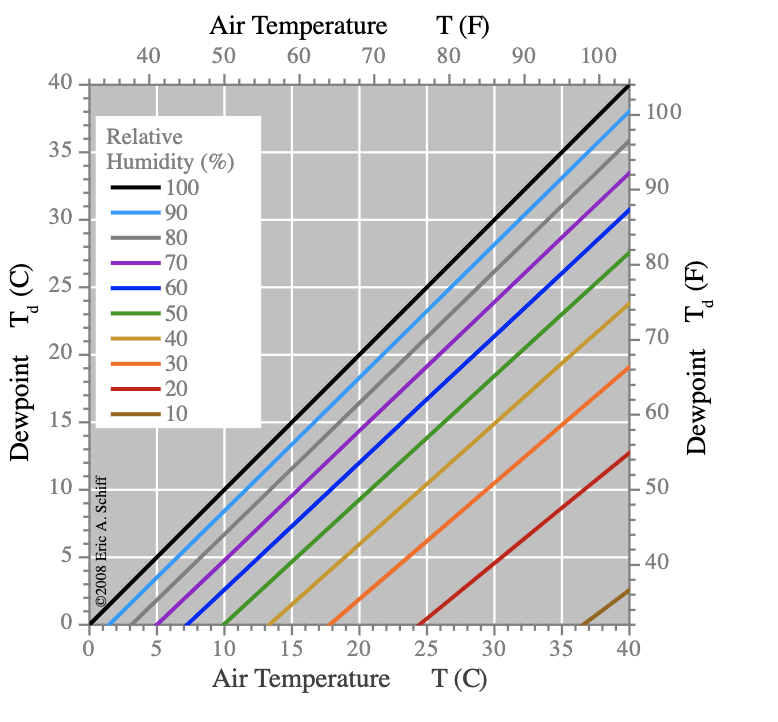 Air Temperature T (F)
40 50 60 70 80 90 100
40
35
30
25
20
15
10
5
0
Dewpoint T_d (C)
Relative
Humidity (%)
100
90
80
70
60
50
40
30
20
10
©2008 Eric A. Schiff
100
90
80
70
60
50
40
Dewpoint T_d (F)
0 5 10 15 20 25 30 35 40
Air Temperature T (C)